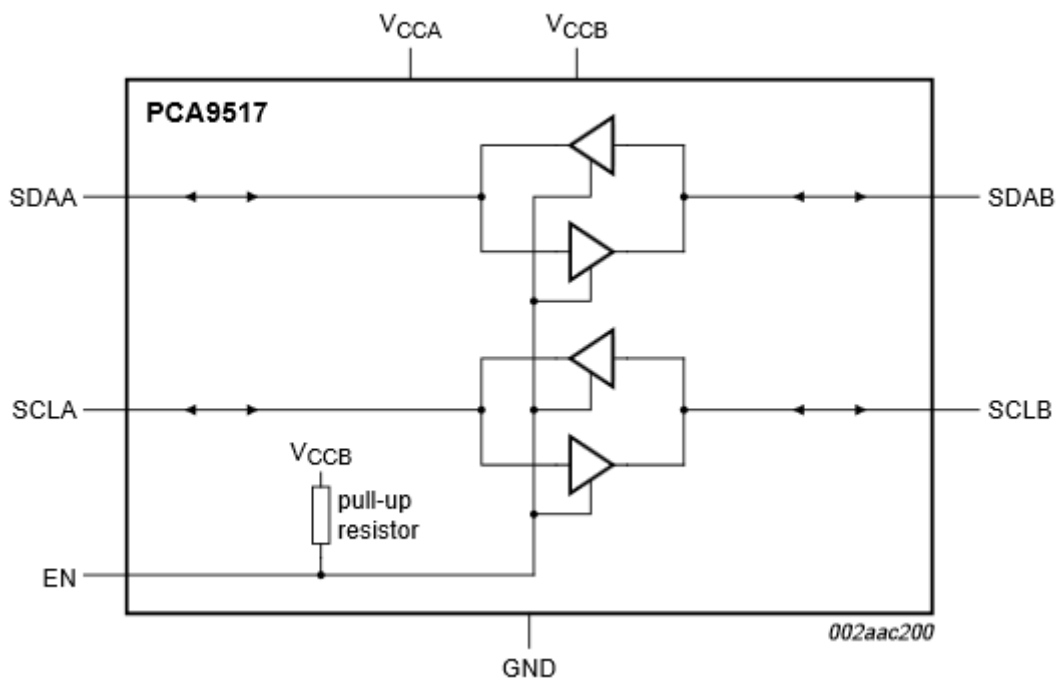 VCCA
VCCB
PCA9517
SDAA
SDAB
SCLA
SCLB
VCCB
pull-up
resistor
EN
002aac200
GND